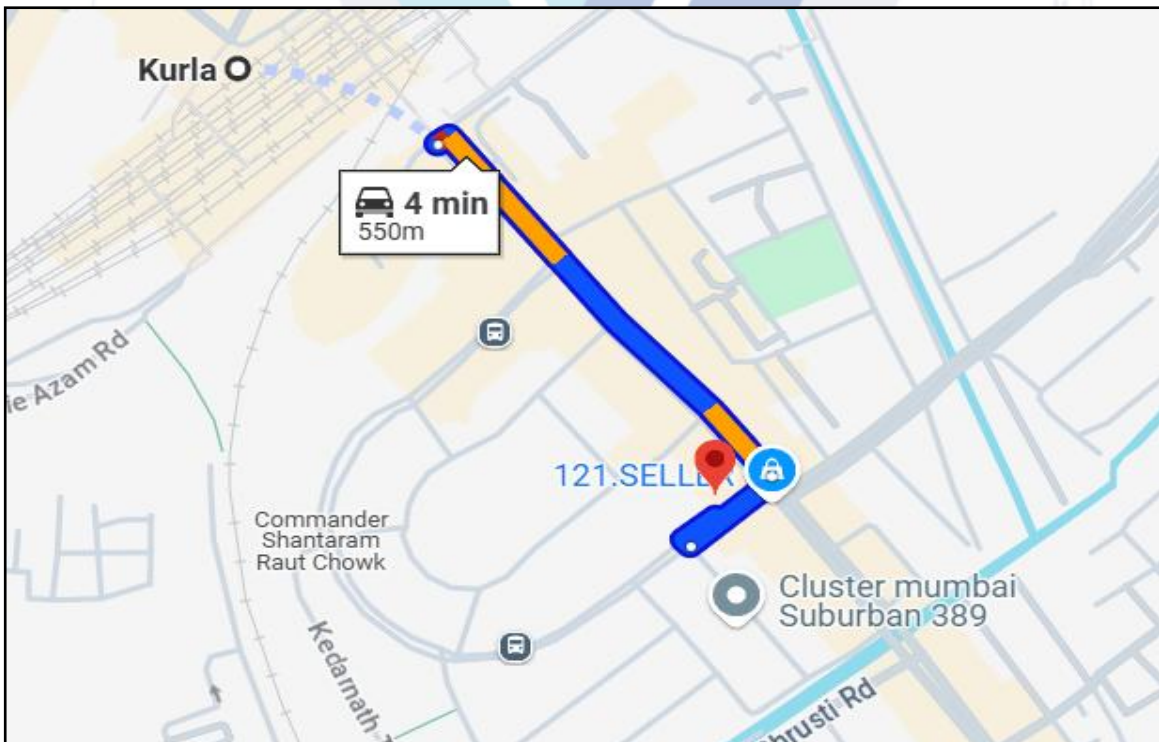 Kurla
4 min
550m
ie Azam Rd
121.SELLE
Commander
Shantaram
Raut Chowk
Cluster mumbai
Suburban 389
Kedarnath
hrusti Rd